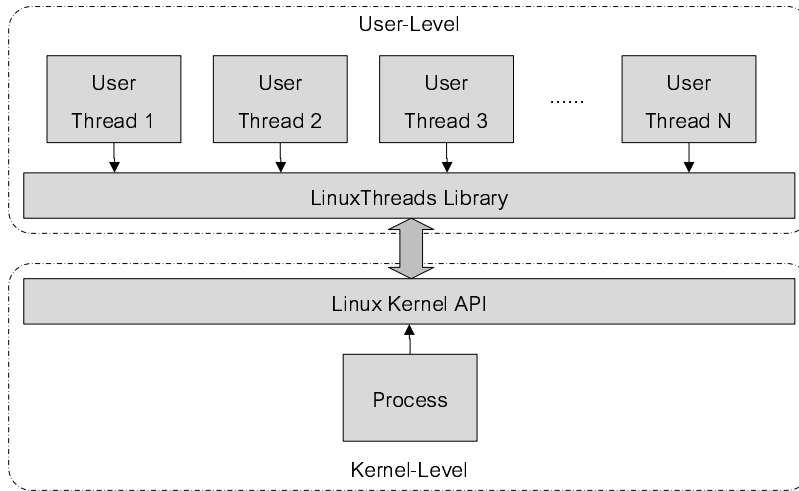 User-Level
User
Thread 1
User
Thread 2
User
Thread 3
......
User
Thread N
LinuxThreads Library
Linux Kernel API
Process
Kernel-Level